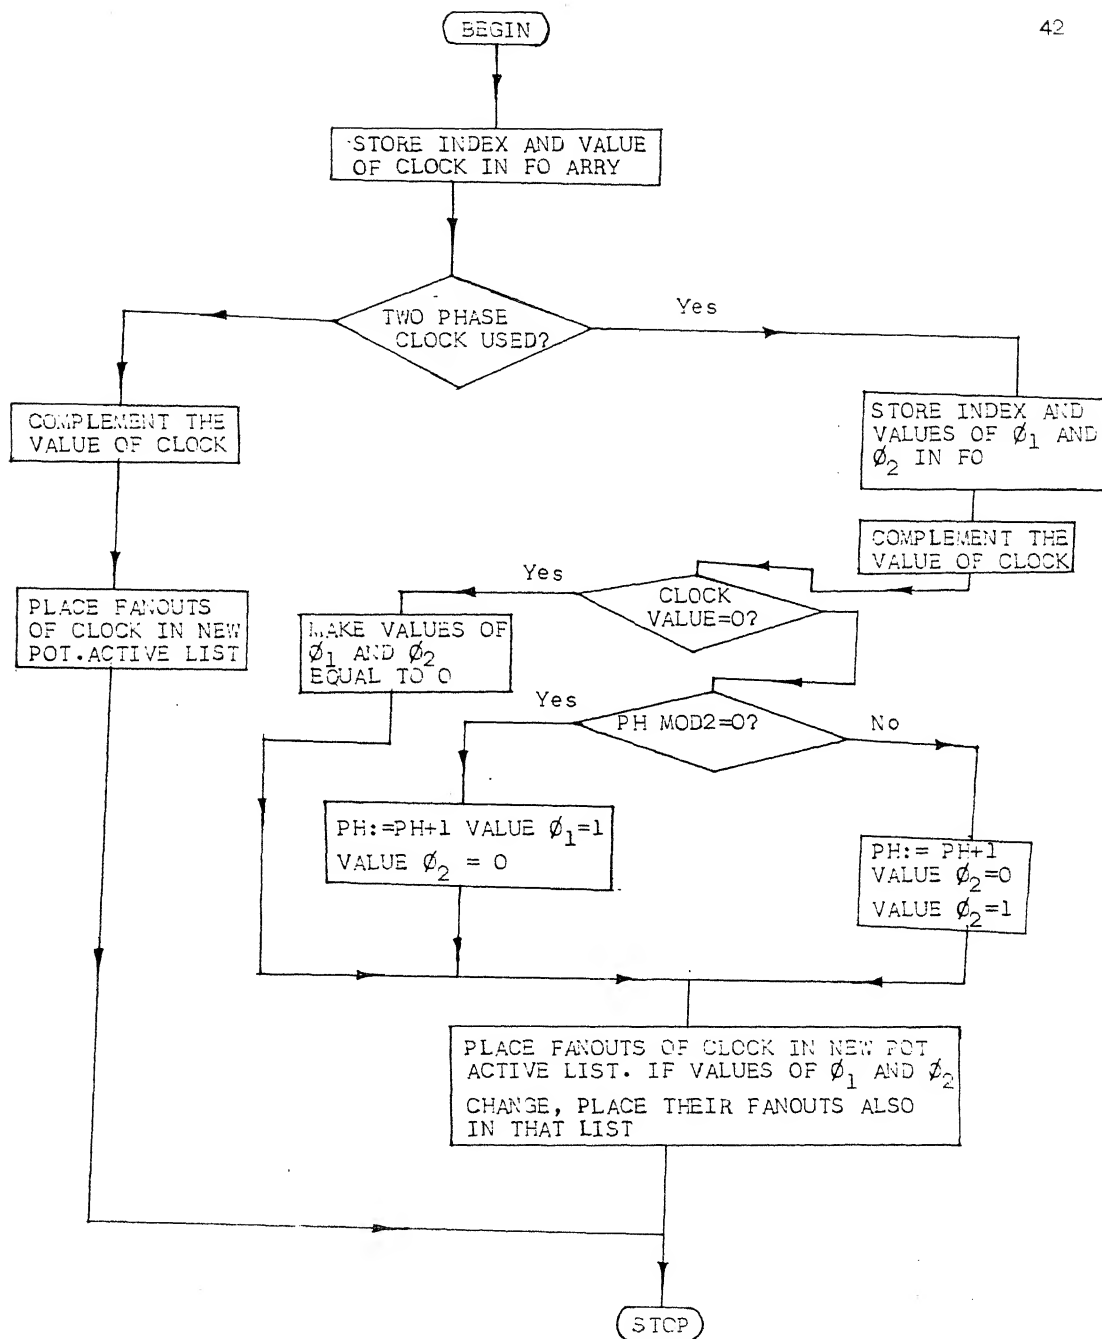 42
BEGIN
STORE INDEX AND VALUE
OF CLOCK IN FO ARRY
TWO PHASE
CLOCK USED?
Yes
COMPLEMENT THE
VALUE OF CLOCK
STORE INDEX AND
VALUES OF Ø₁ AND
Ø₂ IN FO
COMPLEMENT THE
VALUE OF CLOCK
PLACE FANOUTS
OF CLOCK IN NEW
POT.ACTIVE LIST
Yes
CLOCK
VALUE=0?
MAKE VALUES OF
Ø₁ AND Ø₂
EQUAL TO 0
Yes
PH MOD2=0?
No
PH:=PH+1 VALUE Ø₁=1
VALUE Ø₂ = 0
PH:= PH+1
VALUE Ø₂=0
VALUE Ø₂=1
PLACE FANOUTS OF CLOCK IN NEW POT
ACTIVE LIST. IF VALUES OF Ø₁ AND Ø₂
CHANGE, PLACE THEIR FANOUTS ALSO
IN THAT LIST
STOP